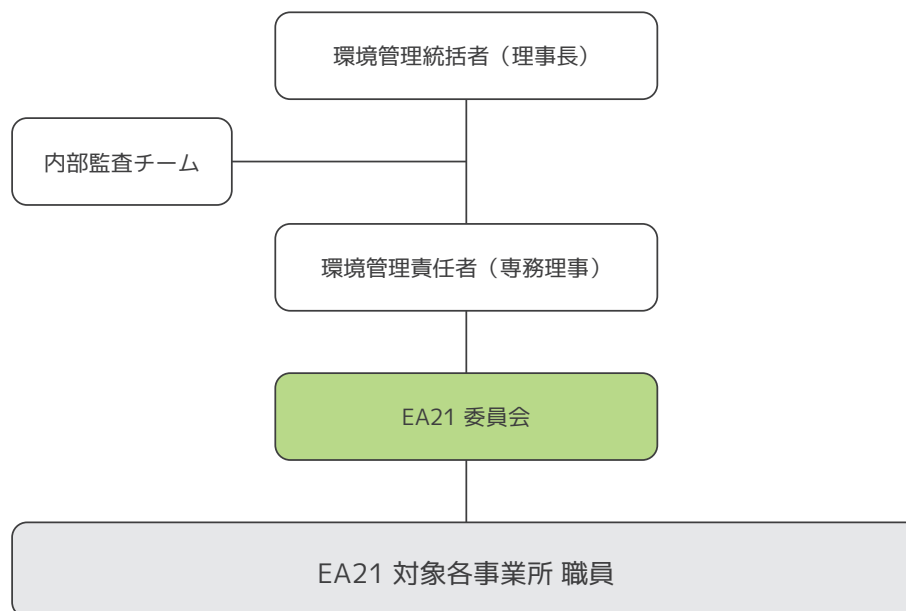 環境管理統括者（理事長）
内部監査チーム
環境管理責任者（専務理事）
EA21 委員会
EA21 対象各事業所 職員